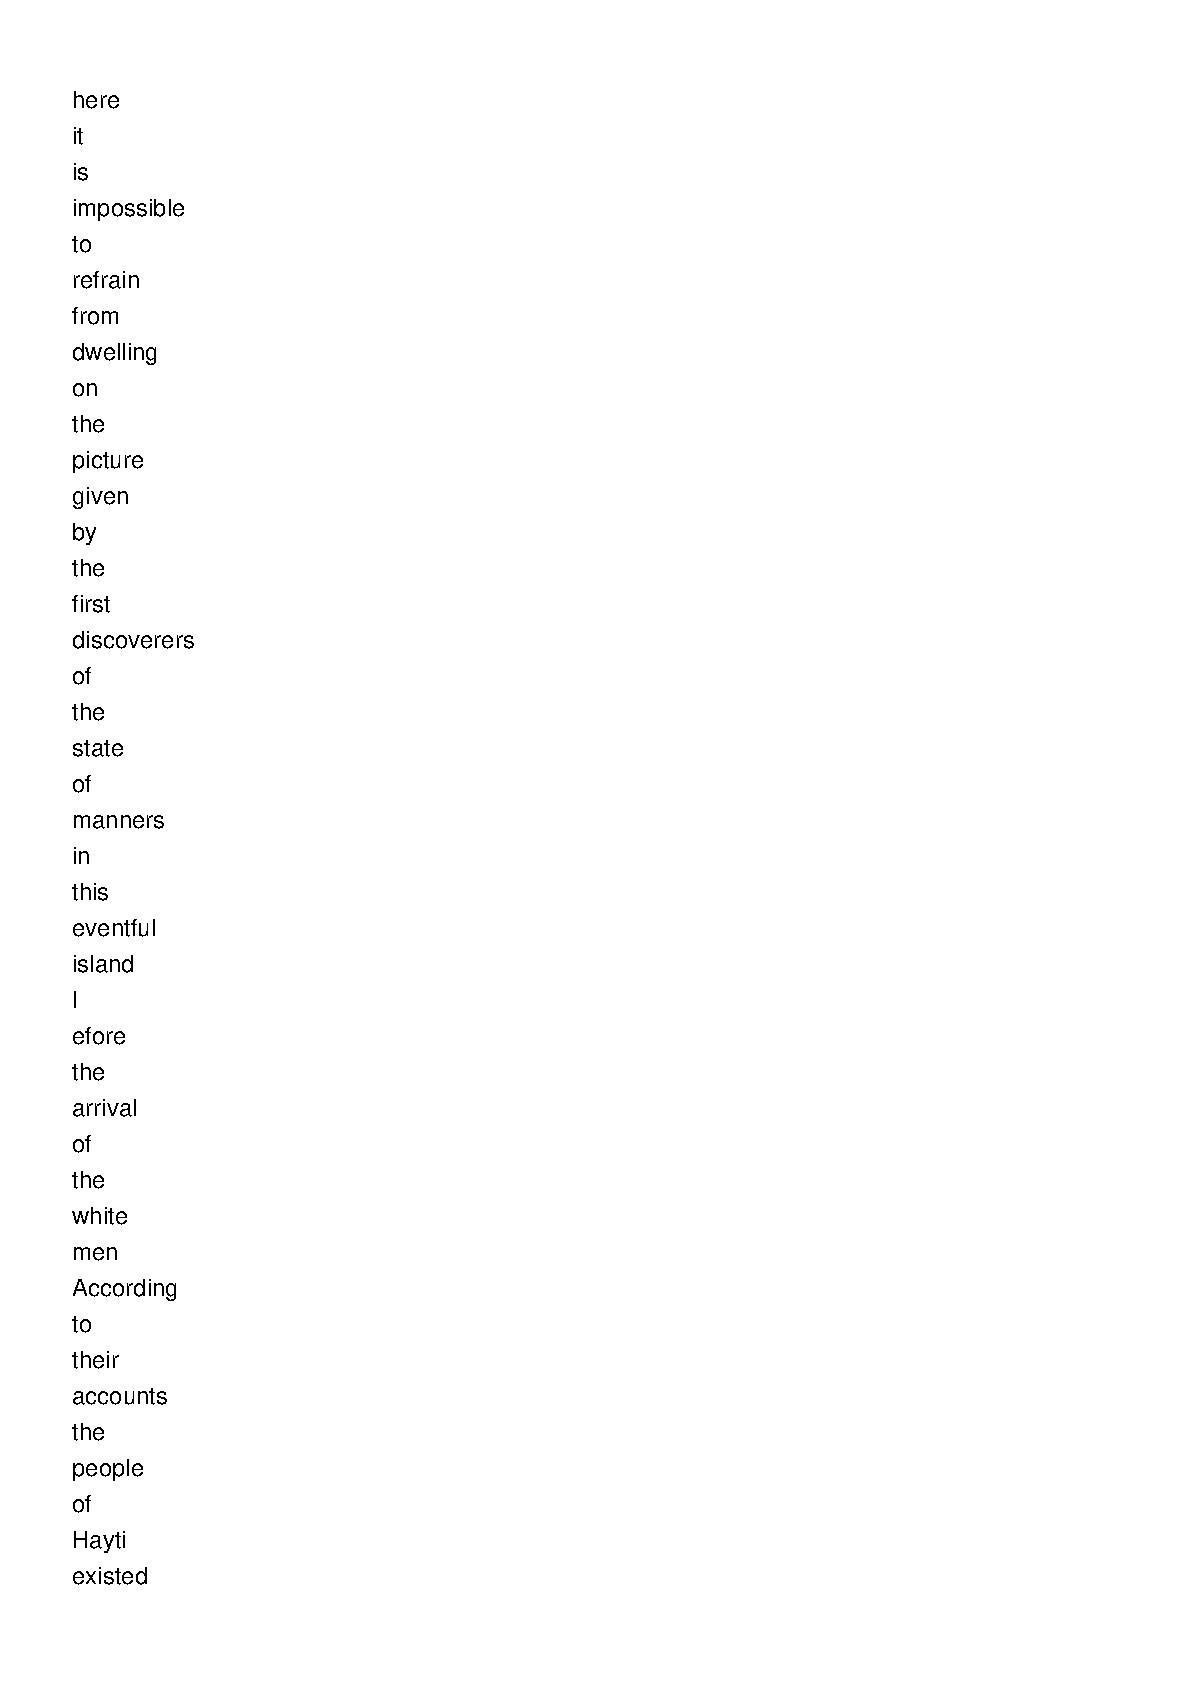 here
it
is
impossible
to
refrain
from
dwelling
on
the
picture
given
by
the
first
discoverers
of
the
state
of
manners
in
this
eventful
island
I
efore
the
arrival
of
the
white
men
According
to
their
accounts
the
people
of
Hayti
existed